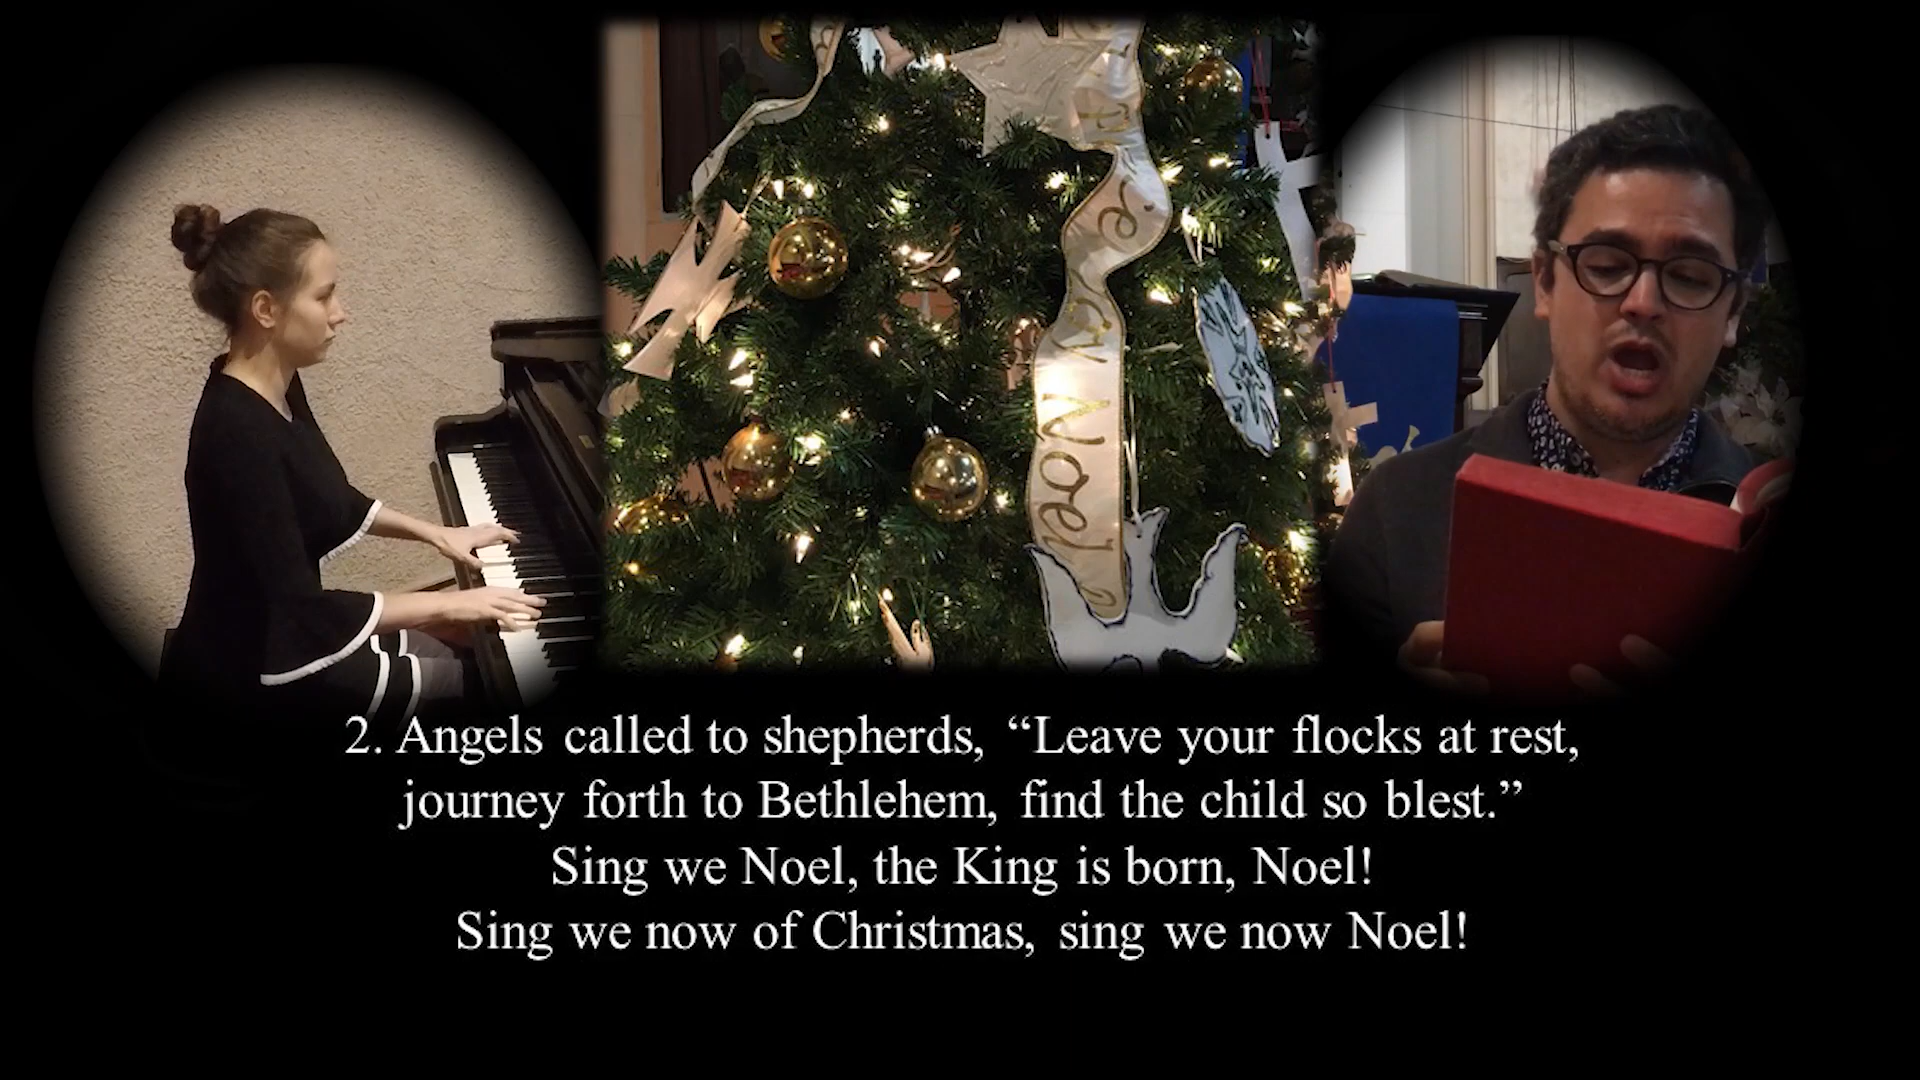 Noel
2. Angels called to shepherds, “Leave your flocks at rest,
journey forth to Bethlehem, find the child so blest.”
Sing we Noel, the King is born, Noel!
Sing we now of Christmas, sing we now Noel!